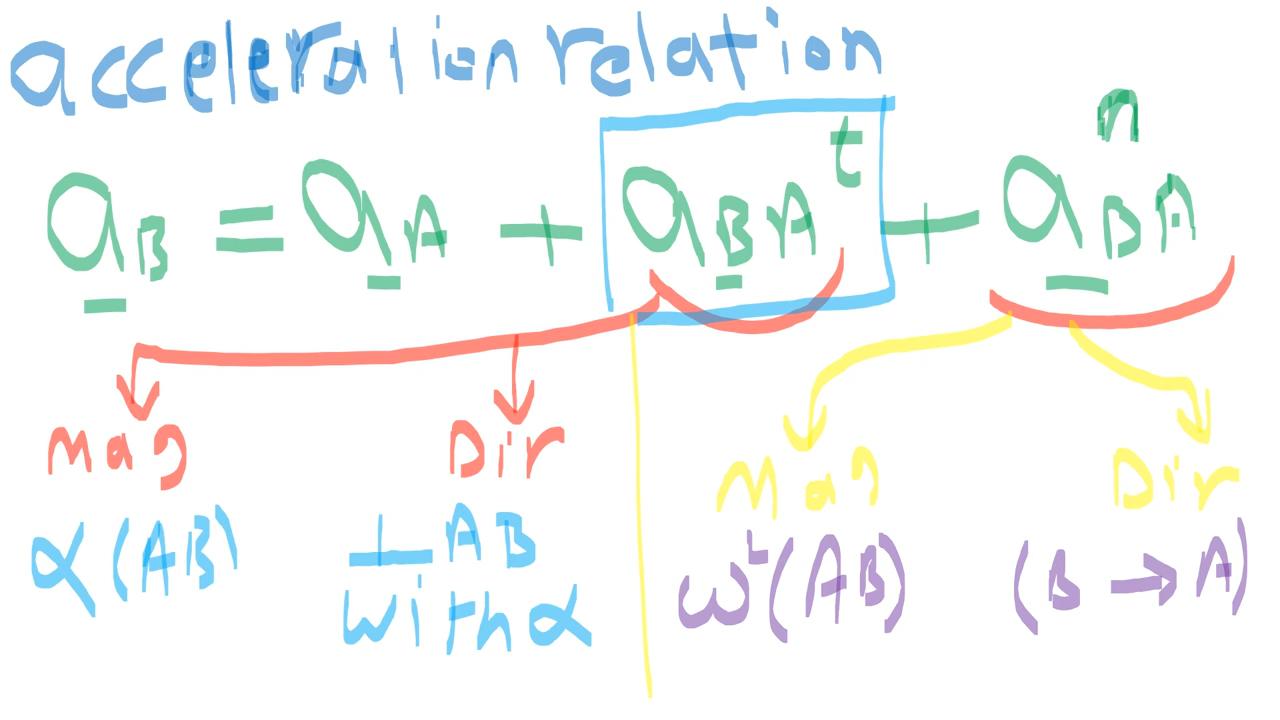 acceleration relation
a_B = a_A + a_BA^t + a_BA^n
Mag Dir Mag Dir
α (AB) ⊥ AB with α ω²(AB) (B → A)